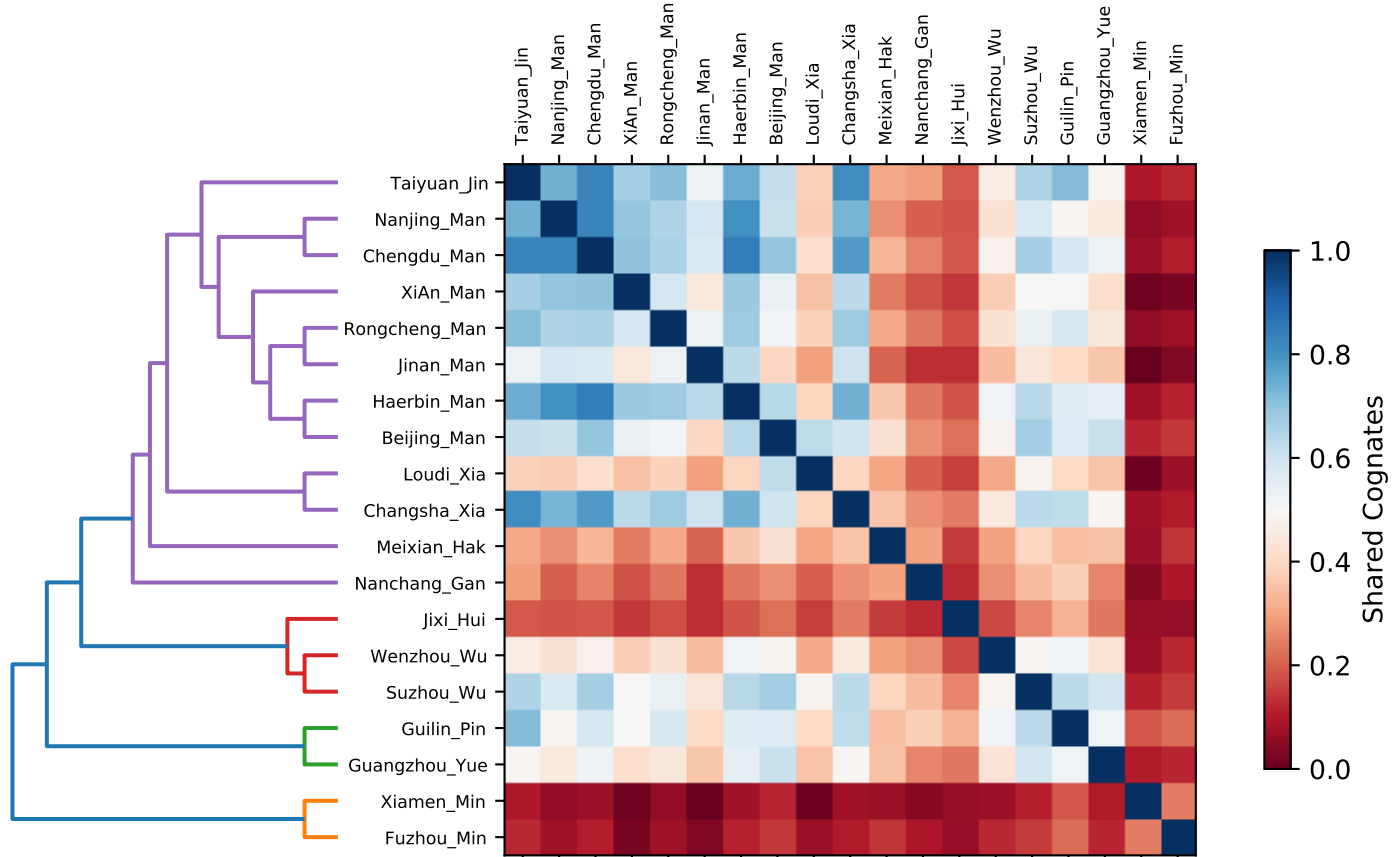 Taiyuan_Jin
Nanjing_Man
Chengdu_Man
XiAn_Man
Rongcheng_Man
Jinan_Man
Haerbin_Man
Beijing_Man
Loudi_Xia
Changsha_Xia
Meixian_Hak
Nanchang_Gan
Jixi_Hui
Wenzhou_Wu
Suzhou_Wu
Guilin_Pin
Guangzhou_Yue
Xiamen_Min
Fuzhou_Min
Taiyuan_Jin
Nanjing_Man
Chengdu_Man
XiAn_Man
Rongcheng_Man
Jinan_Man
Haerbin_Man
Beijing_Man
Loudi_Xia
Changsha_Xia
Meixian_Hak
Nanchang_Gan
Jixi_Hui
Wenzhou_Wu
Suzhou_Wu
Guilin_Pin
Guangzhou_Yue
Xiamen_Min
Fuzhou_Min
1.0
0.8
0.6
0.4
0.2
0.0
Shared Cognates